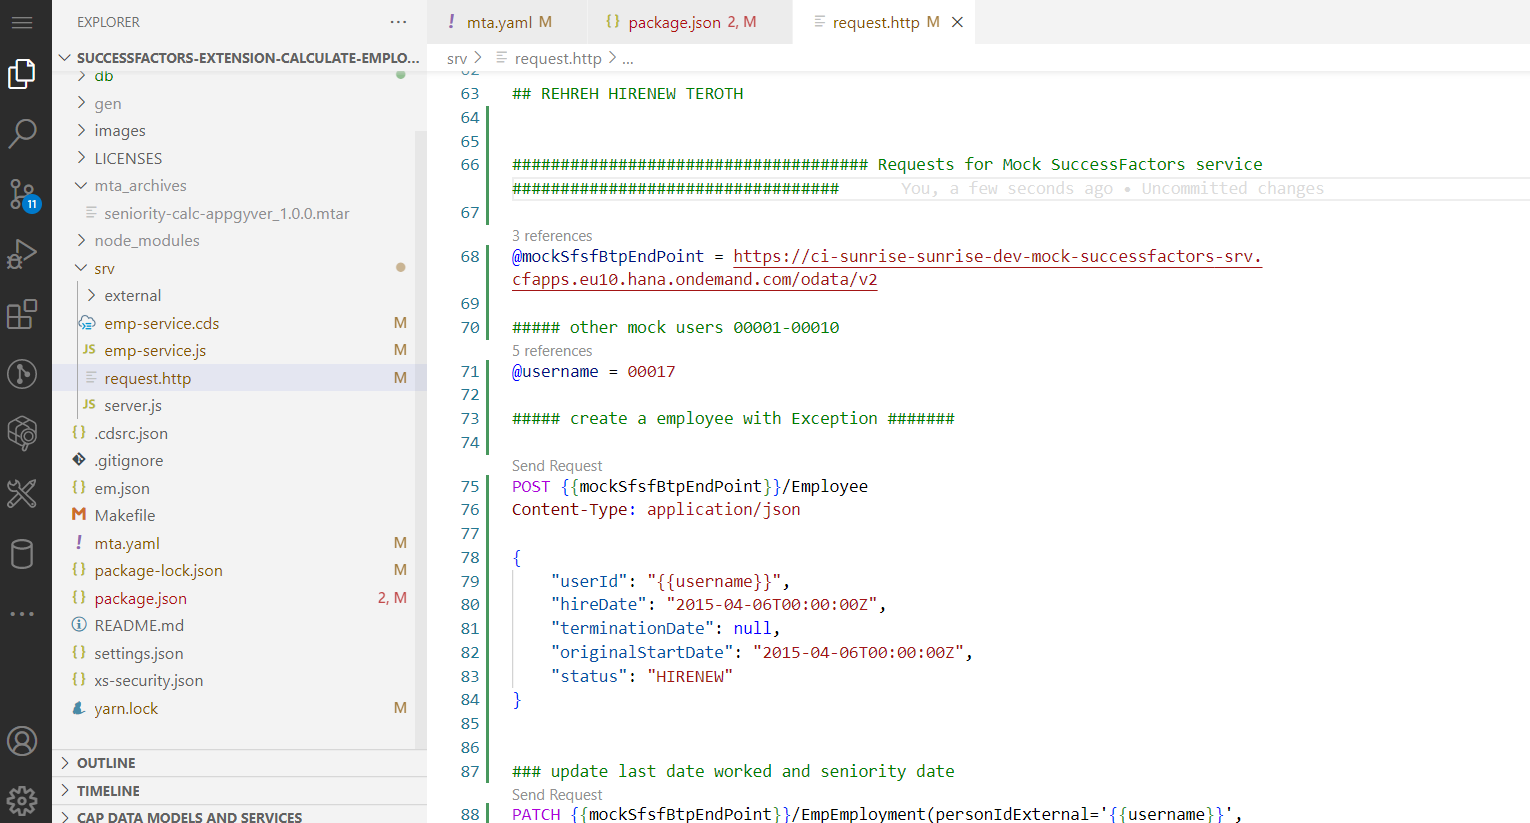 EXPLORER
SUCCESSFACTORS-EXTENSION-CALCULATE-EMPLO...
db
gen
images
LICENSES
mta_archives
seniority-calc-appgyver_1.0.0.mtar
node_modules
srv
external
emp-service.cds M
JS emp-service.js M
request.http M
JS server.js
{} .cdsrc.json
.gitignore
{} em.json
M Makefile
! mta.yaml M
{} package-lock.json M
{} package.json 2, M
README.md
{} settings.json
{} xs-security.json
yarn.lock M
OUTLINE
TIMELINE
CAP DATA MODELS AND SERVICES
11
! mta.yaml M
{} package.json 2, M
request.http M
srv > request.http > ...
62
63 ## REHREH HIRENEW TEROTH
64
65
66 ##################################### Requests for Mock SuccessFactors service
################################## You, a few seconds ago • Uncommitted changes
67
3 references
68 @mockSfsfBtpEndPoint = https://ci-sunrise-sunrise-dev-mock-successfactors-srv.
cfapps.eu10.hana.ondemand.com/odata/v2
69
70 ##### other mock users 00001-00010
5 references
71 @username = 00017
72
73 ##### create a employee with Exception #######
74
Send Request
75 POST {{mockSfsfBtpEndPoint}}/Employee
76 Content-Type: application/json
77
78 {
79 "userId": "{{username}}",
80 "hireDate": "2015-04-06T00:00:00Z",
81 "terminationDate": null,
82 "originalStartDate": "2015-04-06T00:00:00Z",
83 "status": "HIRENEW"
84 }
85
86
87 ### update last date worked and seniority date
Send Request
88 PATCH {{mockSfsfBtpEndPoint}}/EmpEmployment(personIdExternal='{{username}}',